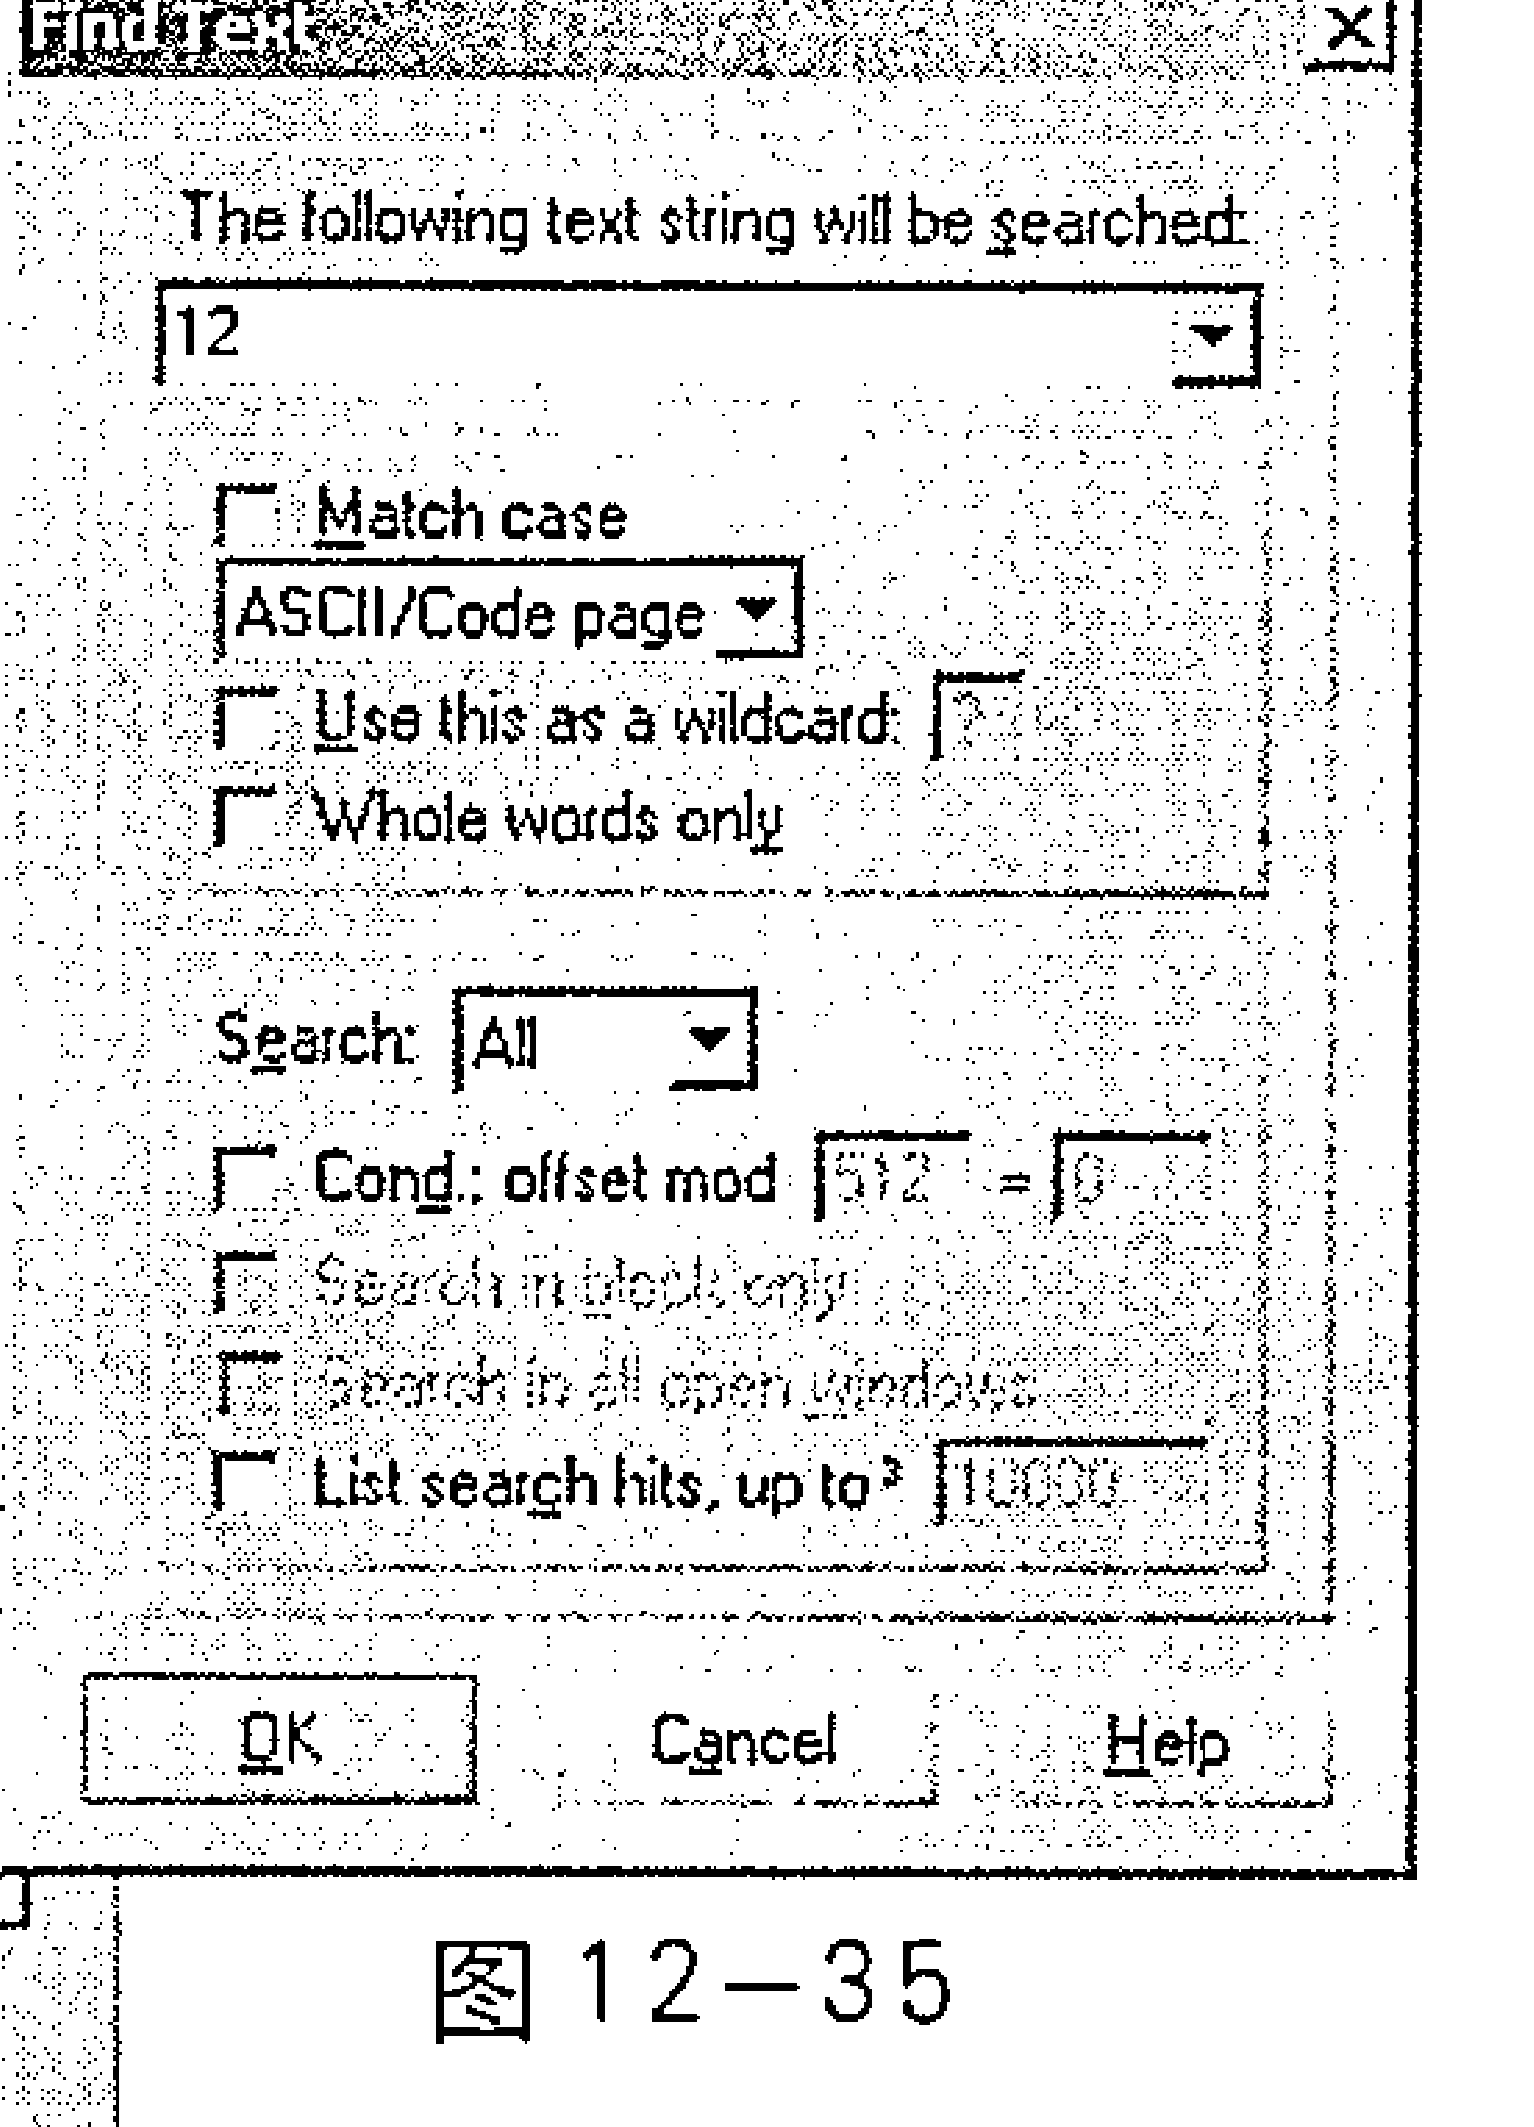 Find Text
The following text string will be searched:
12
Match case
ASCII/Code page
Use this as a wildcard: ?
Whole words only
Search: All
Cond.: offset mod 512 = 0
Search in block only
Search in all open windows
List search hits, up to 10000
OK Cancel Help
图 12-35